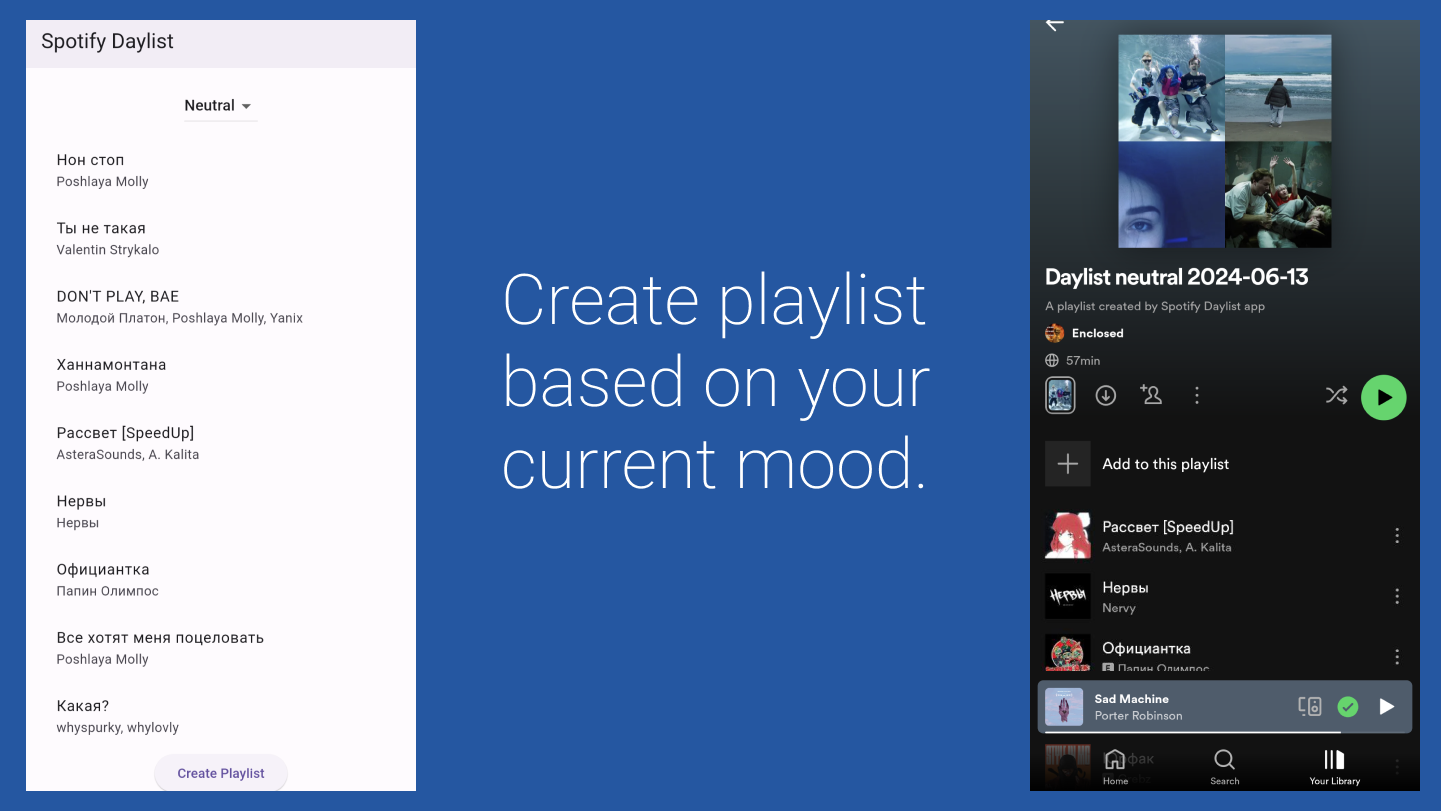 Spotify Daylist
Neutral
Нон стоп
Poshlaya Molly
Ты не такая
Valentin Strykalo
DON'T PLAY, BAE
Молодой Платон, Poshlaya Molly, Yanix
Ханнамонтана
Poshlaya Molly
Рассвет [SpeedUp]
AsteraSounds, A. Kalita
Нервы
Нервы
Официантка
Папин Олимпос
Все хотят меня поцеловать
Poshlaya Molly
Какая?
whyspurky, whylovly
Create Playlist
Create playlist
based on your
current mood.
Daylist neutral 2024-06-13
A playlist created by Spotify Daylist app
Enclosed
57min
Add to this playlist
Рассвет [SpeedUp]
AsteraSounds, A. Kalita
НЕРВЫ
Нервы
Nervy
Официантка
E Папин Олимпос
Sad Machine
Porter Robinson
Home
Search
Your Library